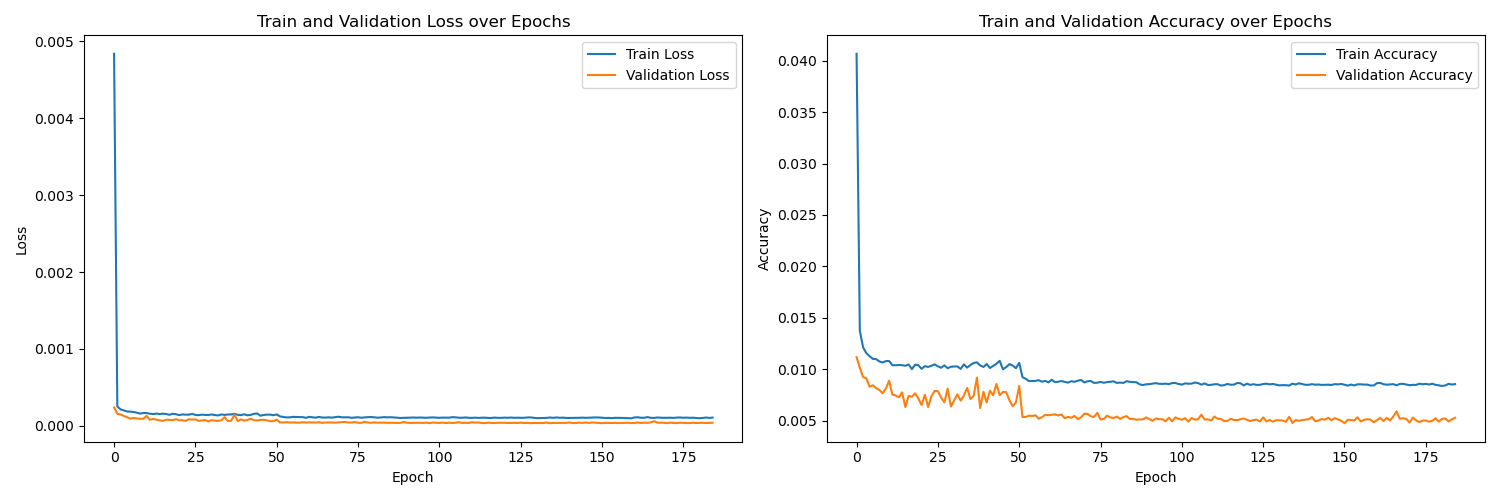 Train and Validation Loss over Epochs
0.005
0.004
0.003
0.002
0.001
0.000
Loss
Train Loss
Validation Loss
0 25 50 75 100 125 150 175
Epoch
Train and Validation Accuracy over Epochs
0.040
0.035
0.030
0.025
0.020
0.015
0.010
0.005
Accuracy
Train Accuracy
Validation Accuracy
0 25 50 75 100 125 150 175
Epoch